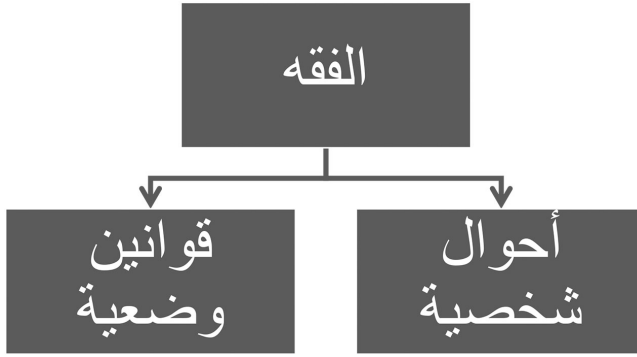 الفقه
أحوال
شخصية
قوانين
وضعية